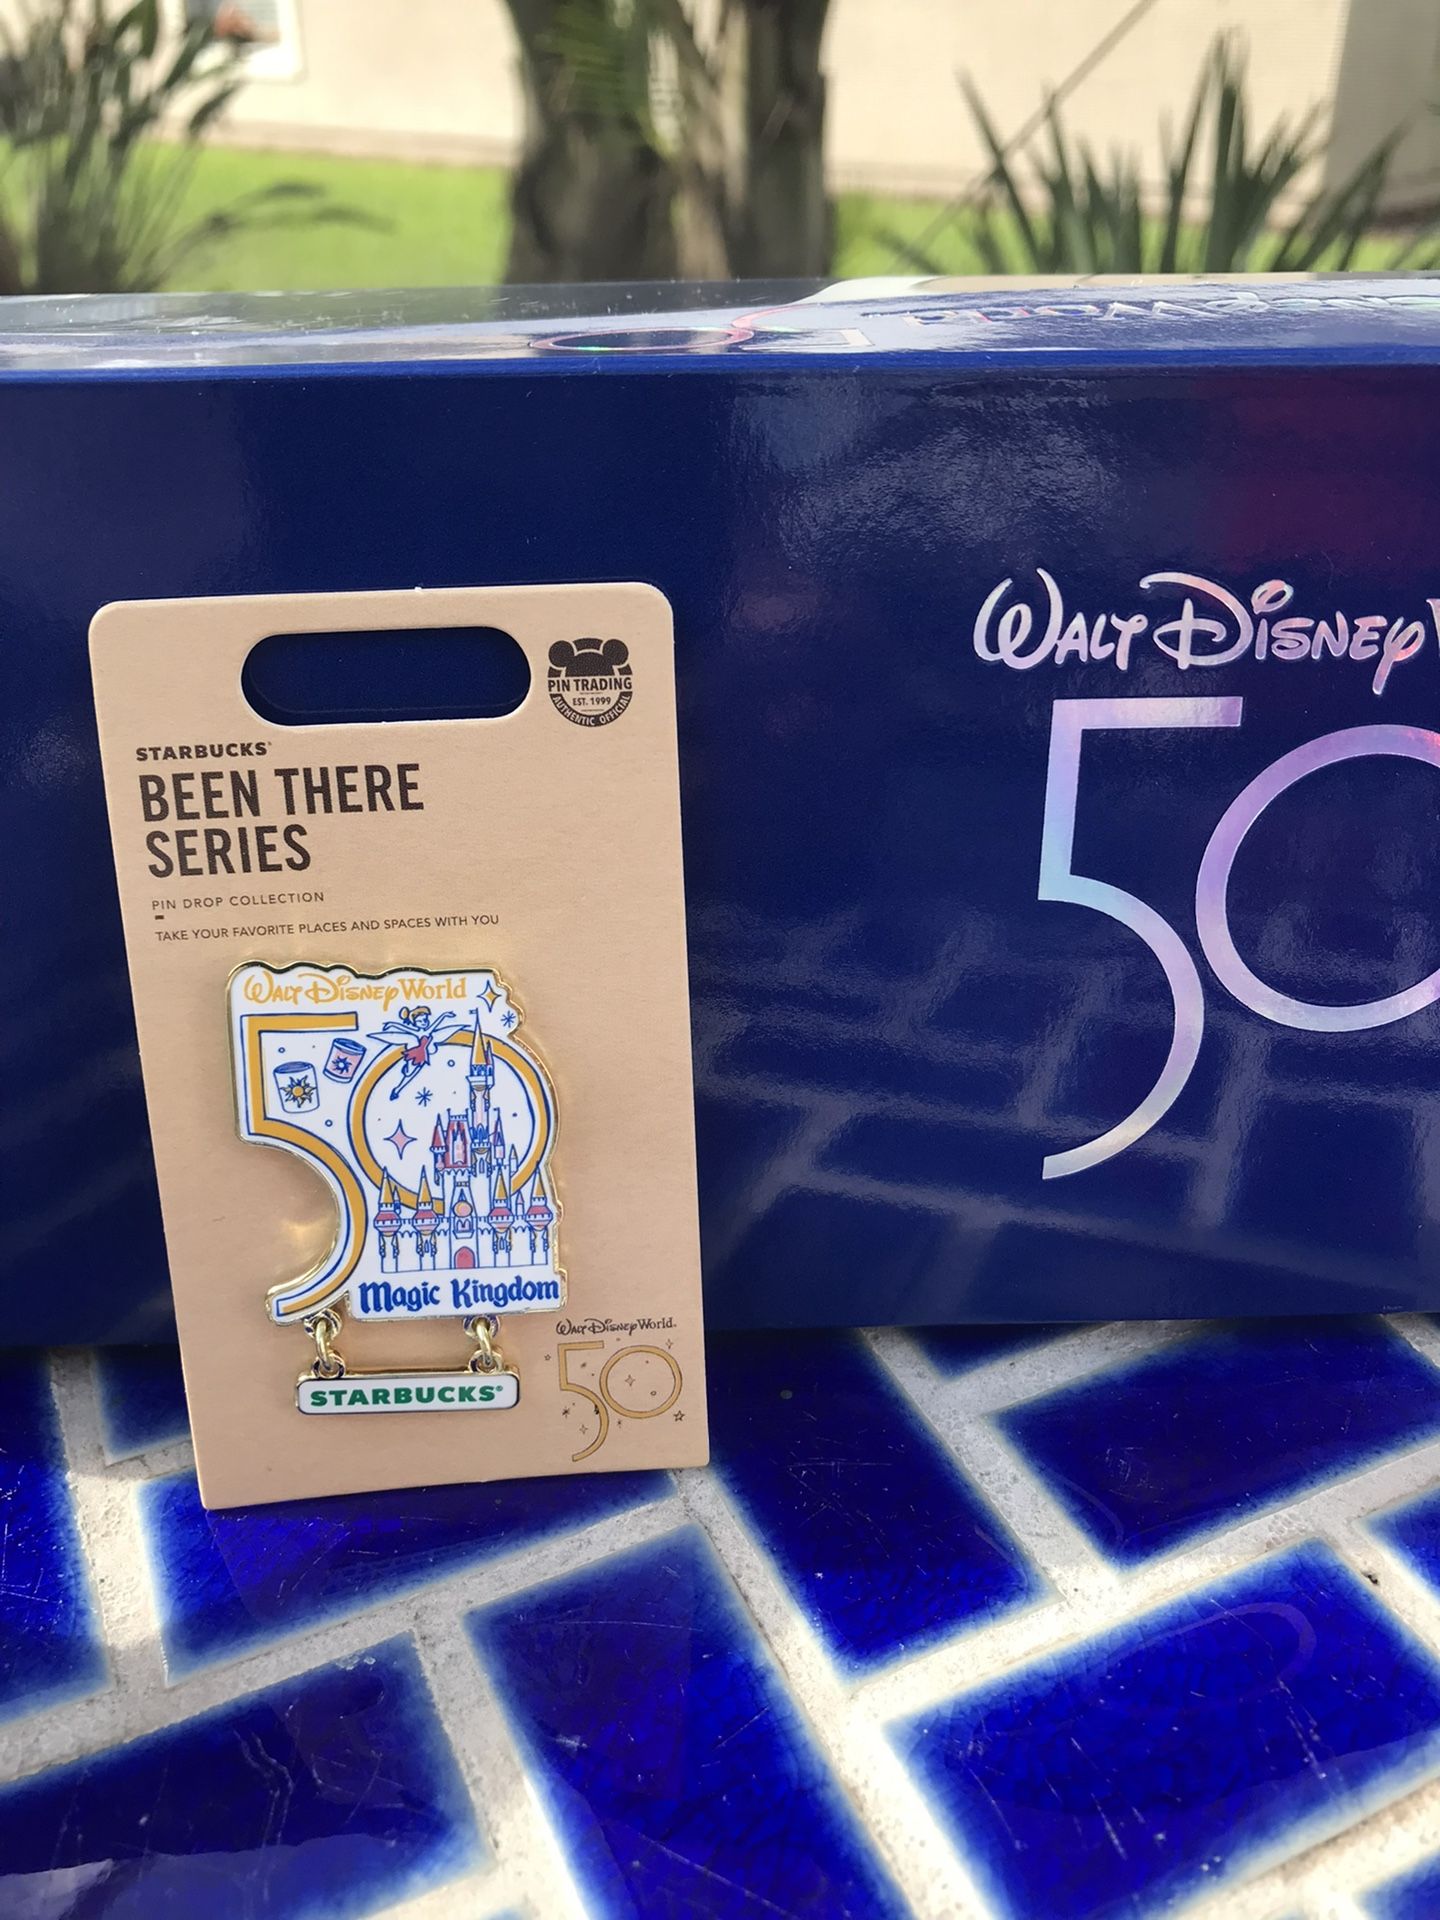 Walt Disney
50
PIN TRADING
EST. 1999
AUTHENTIC OFFICIAL
STARBUCKS®
BEEN THERE
SERIES
PIN DROP COLLECTION
TAKE YOUR FAVORITE PLACES AND SPACES WITH YOU
Walt Disney World
50
Magic Kingdom
STARBUCKS®
Walt Disney World
50